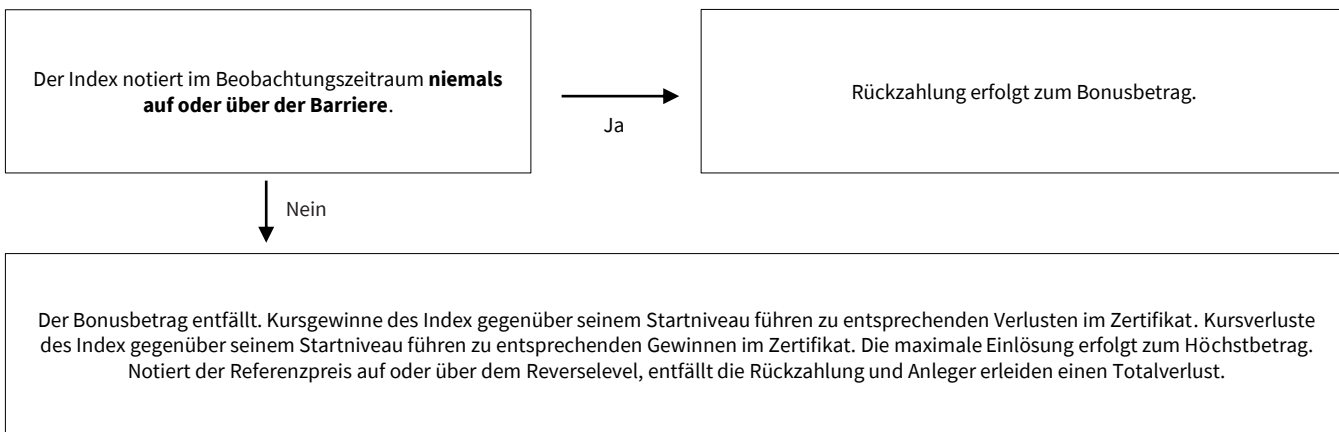 Der Index notiert im Beobachtungszeitraum niemals
auf oder über der Barriere.
Rückzahlung erfolgt zum Bonusbetrag.
Ja
Nein
Der Bonusbetrag entfällt. Kursgewinne des Index gegenüber seinem Startniveau führen zu entsprechenden Verlusten im Zertifikat. Kursverluste
des Index gegenüber seinem Startniveau führen zu entsprechenden Gewinnen im Zertifikat. Die maximale Einlösung erfolgt zum Höchstbetrag.
Notiert der Referenzpreis auf oder über dem Reverselevel, entfällt die Rückzahlung und Anleger erleiden einen Totalverlust.